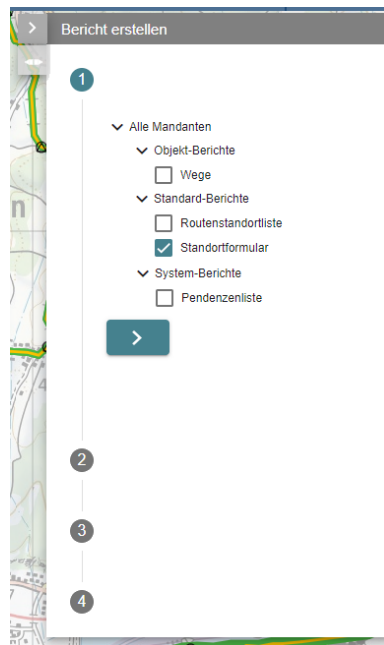 Bericht erstellen
1
Alle Mandanten
Objekt-Berichte
Wege
Standard-Berichte
Routenstandortliste
Standortformular
System-Berichte
Pendenzenliste
2
3
4